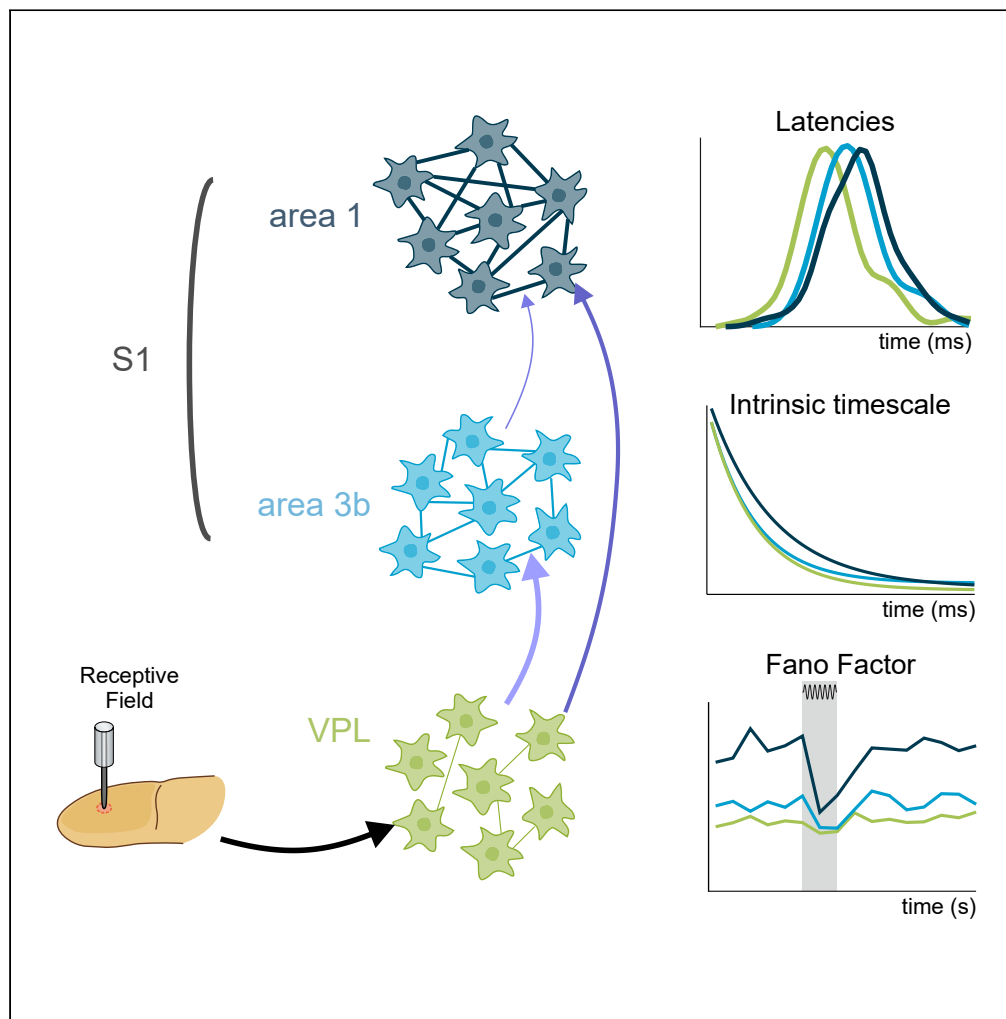 Latencies
time (ms)
area 1
S1
Intrinsic timescale
time (ms)
area 3b
Receptive
Field
VPL
Fano Factor
time (s)